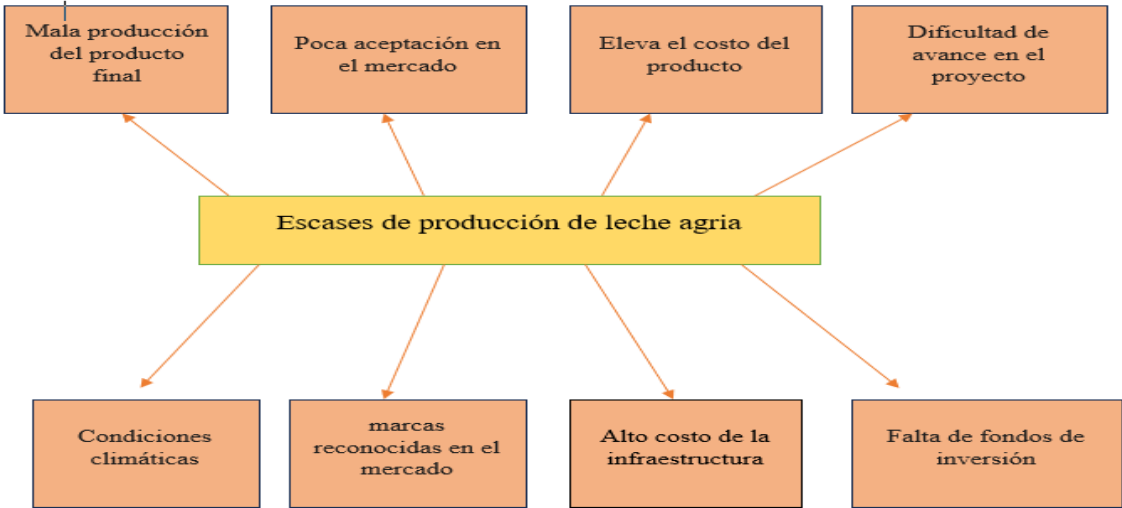 Mala producción
del producto
final
Poca aceptación en
el mercado
Eleva el costo del
producto
Dificultad de
avance en el
proyecto
Escases de producción de leche agria
Condiciones
climáticas
marcas
reconocidas en el
mercado
Alto costo de la
infraestructura
Falta de fondos de
inversión